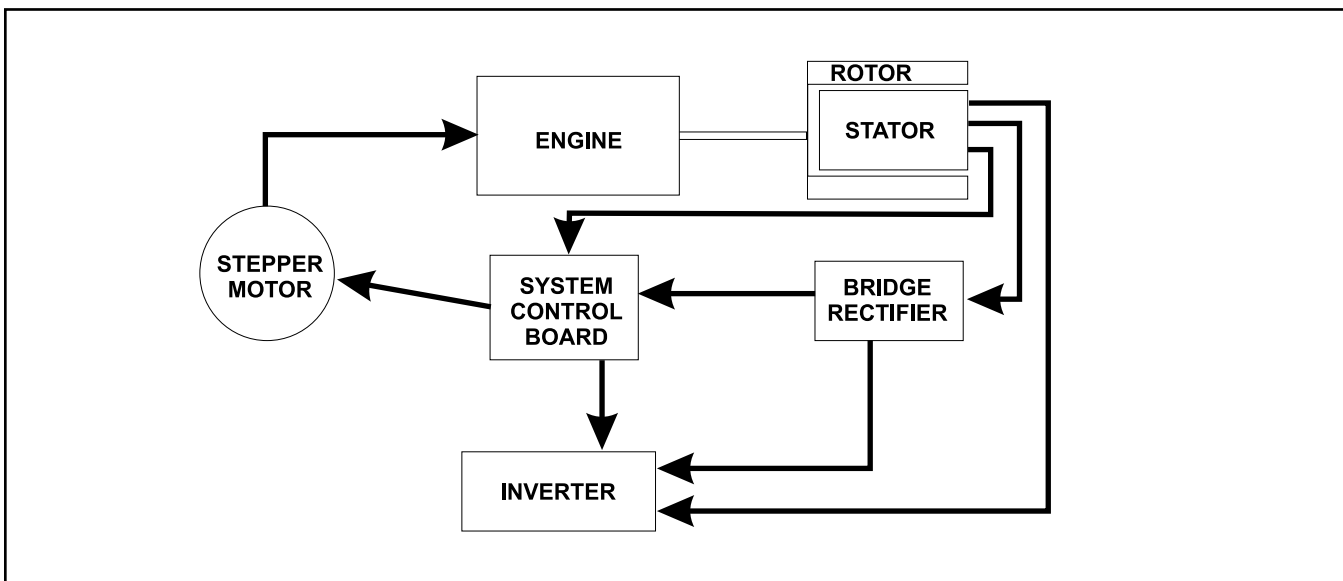 ROTOR
ENGINE
STATOR
STEPPER
MOTOR
SYSTEM
CONTROL
BOARD
BRIDGE
RECTIFIER
INVERTER